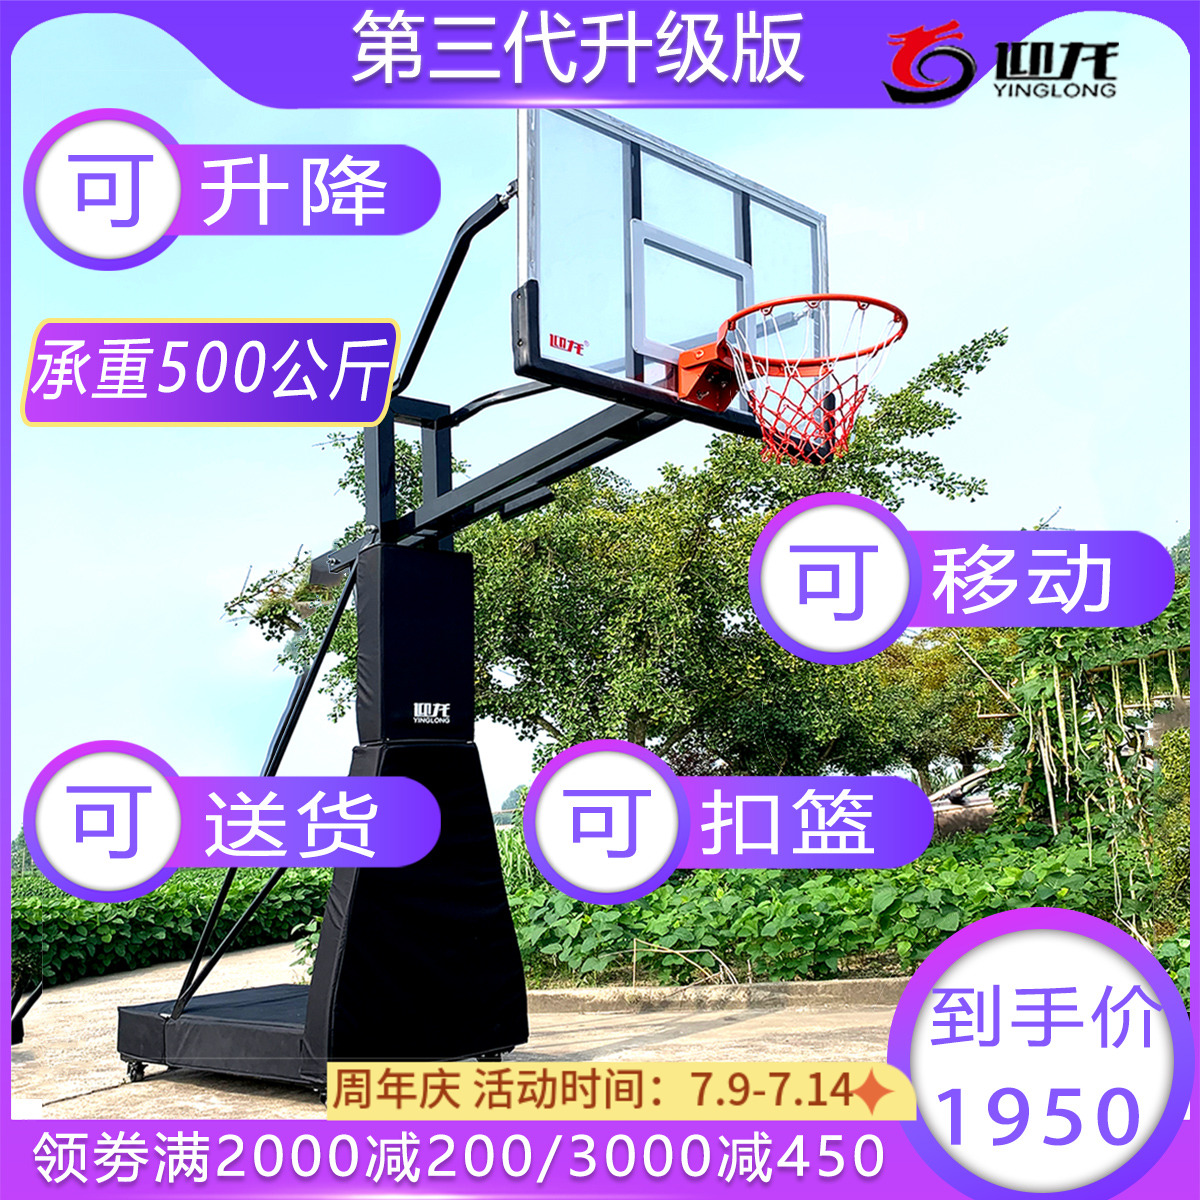 第三代升级版
仰龙
YINGLONG
可 升降
承重500公斤
仰龙
可 移动
仰龙
YINGLONG
可 送货
可 扣篮
到手价
1950
周年庆 活动时间：7.9-7.14
领券满2000减200/3000减450